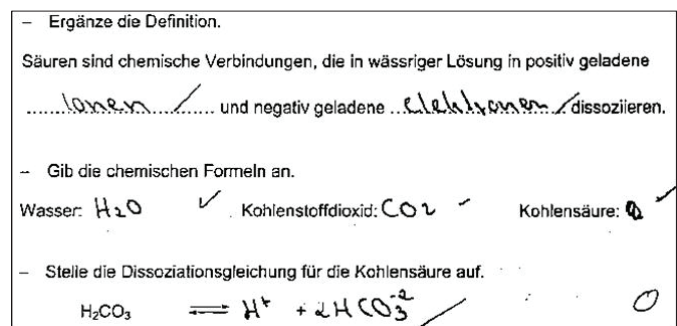 – Ergänze die Definition.
Säuren sind chemische Verbindungen, die in wässriger Lösung in positiv geladene
....Ionen.... und negativ geladene ...elektronen dissoziieren.
– Gib die chemischen Formeln an.
Wasser: H₂O ✓ Kohlenstoffdioxid: CO₂ ✓ Kohlensäure: ✓
– Stelle die Dissoziationsgleichung für die Kohlensäure auf.
H₂CO₃ ⇌ H⁺ + 2HCO₃⁻²